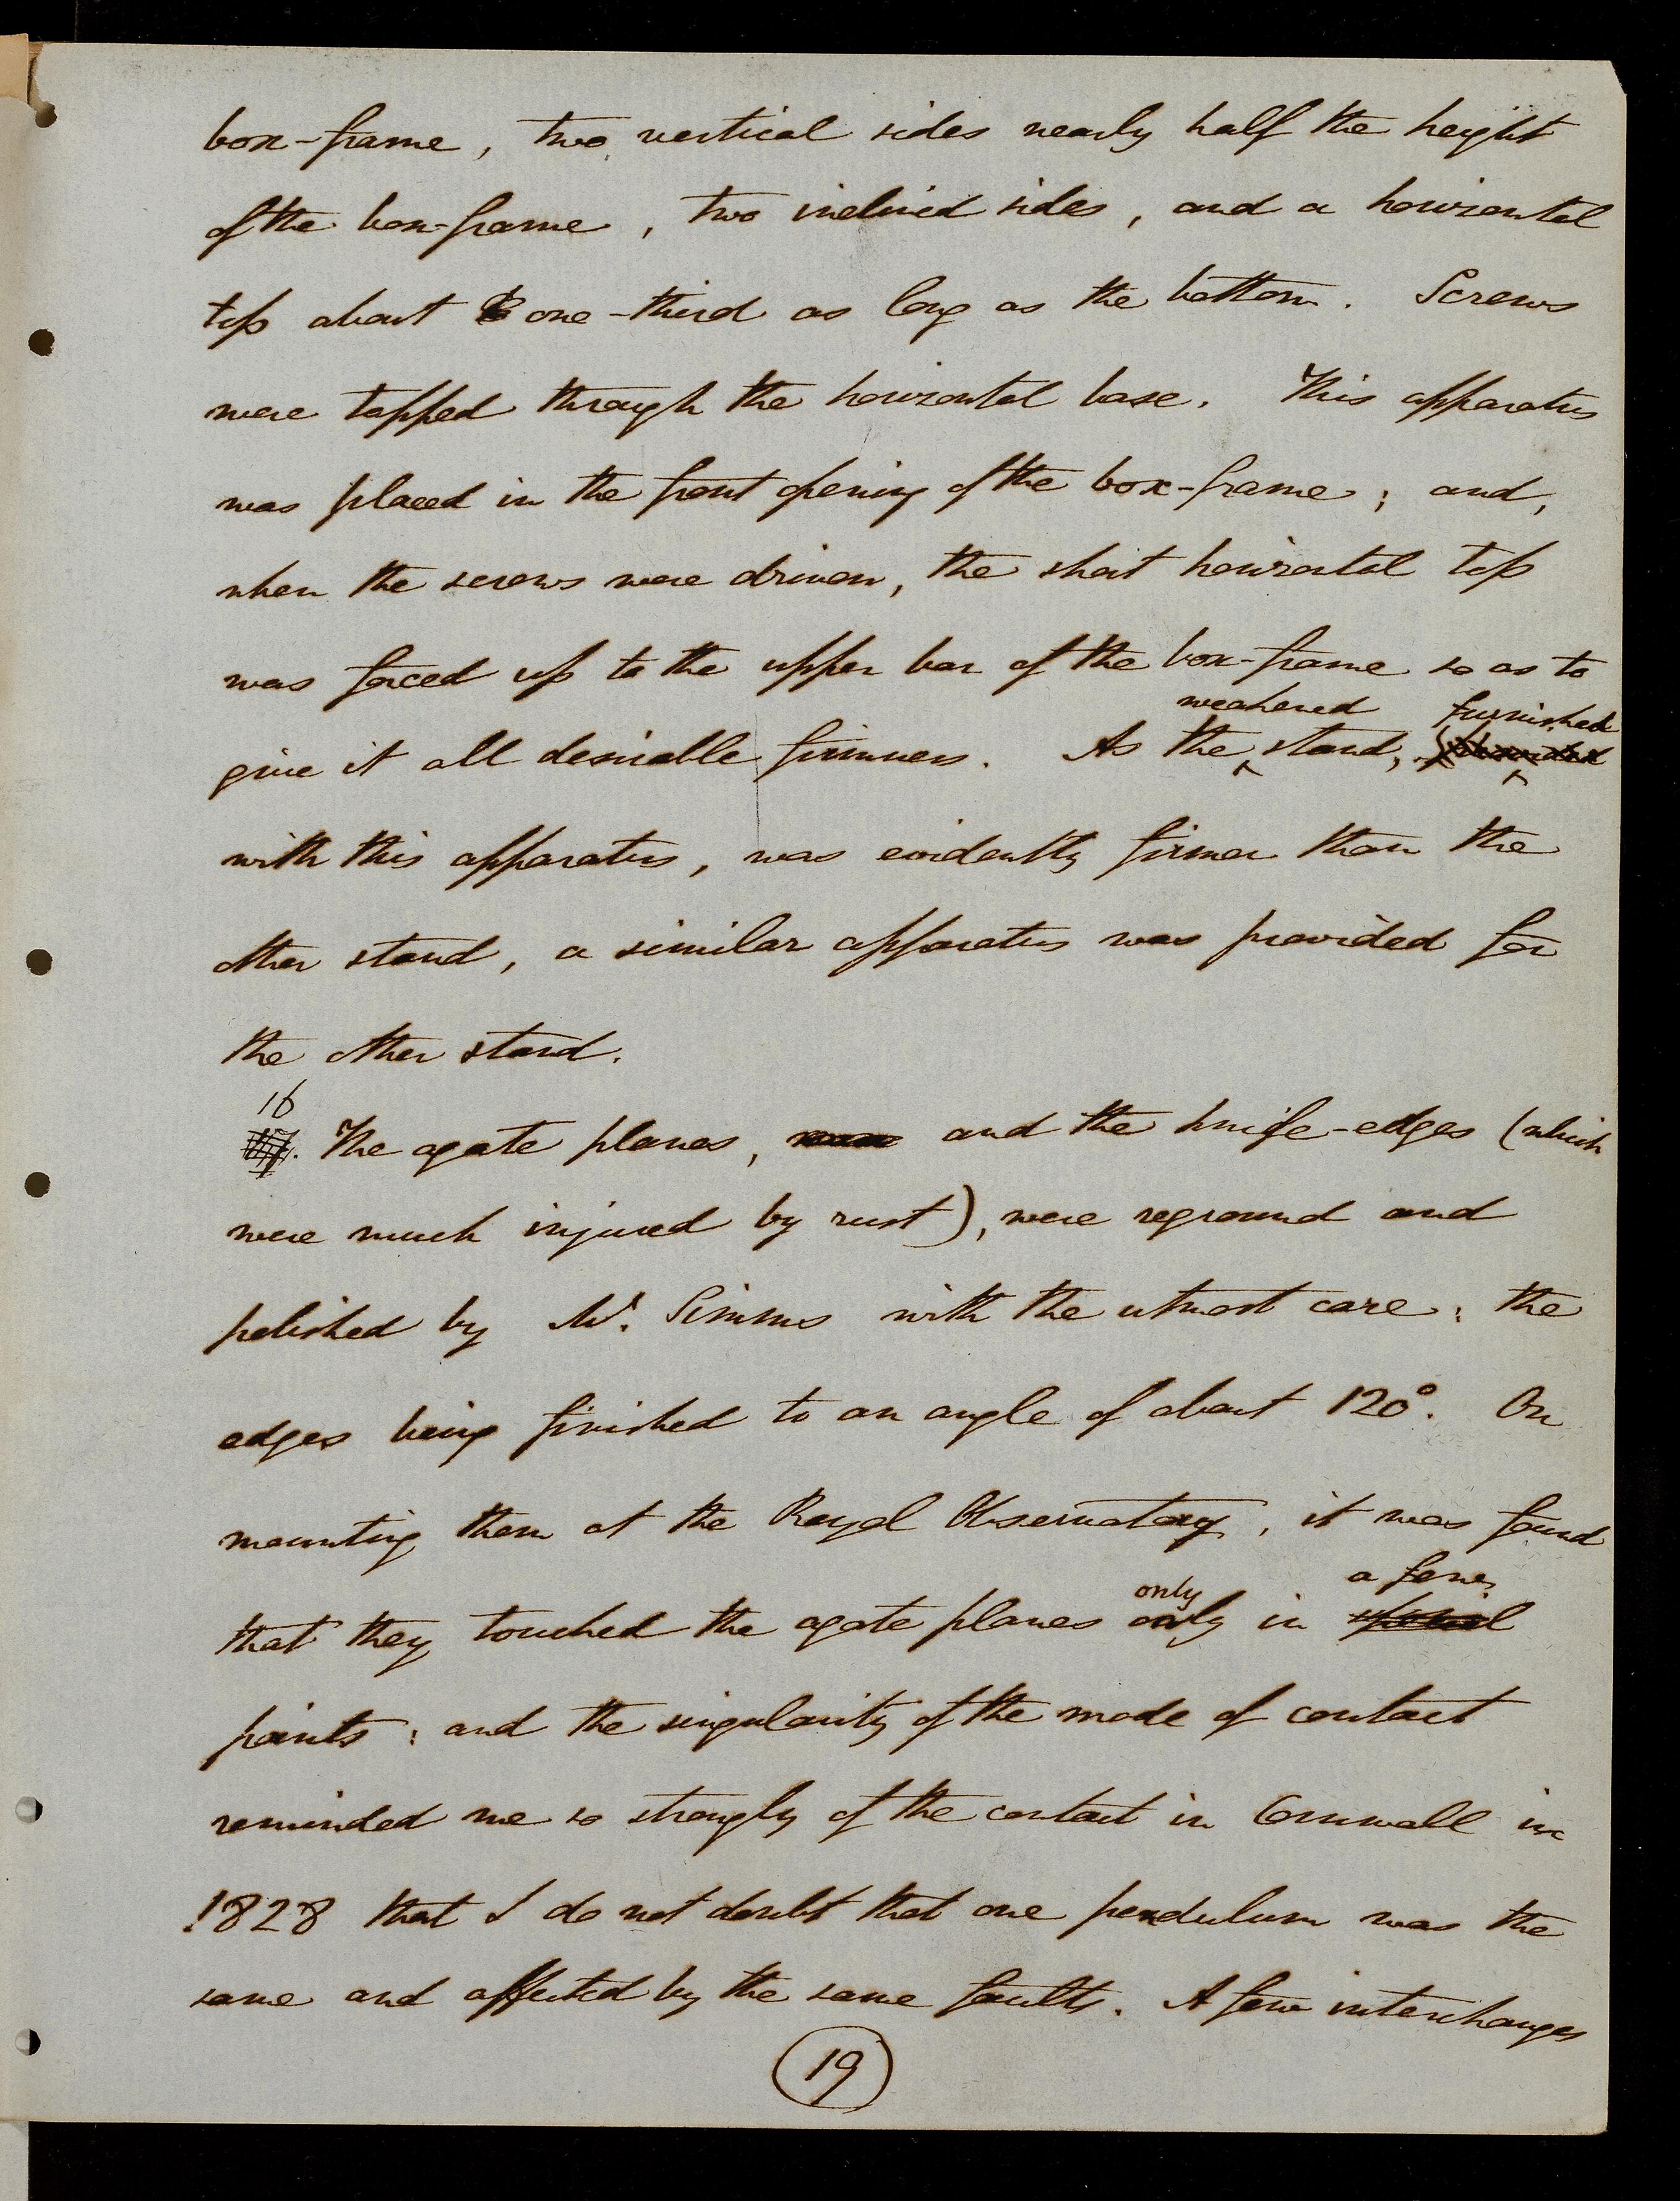 box-frame, two vertical sides nearly half the height
of the box-frame, two inclined sides, and a horizontal
top about one-third as long as the bottom. Screws
were tapped through the horizontal base. This apparatus
was placed in the front opening of the box-frame; and,
when the screws were driven, the short horizontal top
was forced up to the upper bar of the box-frame so as to
weakened furnished
give it all desirable firmness. As the stand,
with this apparatus, was evidently firmer than the
other stand, a similar apparatus was provided for
the other stand.
16
The agate planes, and the knife-edges (which
were much injured by rust), were reground and
polished by Mr. Simms with the utmost care: the
edges being finished to an angle of about 120°. On
mounting them at the Royal Observatory, it was found
only a few
that they touched the agate planes only in
points: and the singularity of the mode of contact
reminded me so strongly of the contact in Cornwall in
1828 that I do not doubt that one pendulum was the
same and affected by the same faults. A few interchanges
19